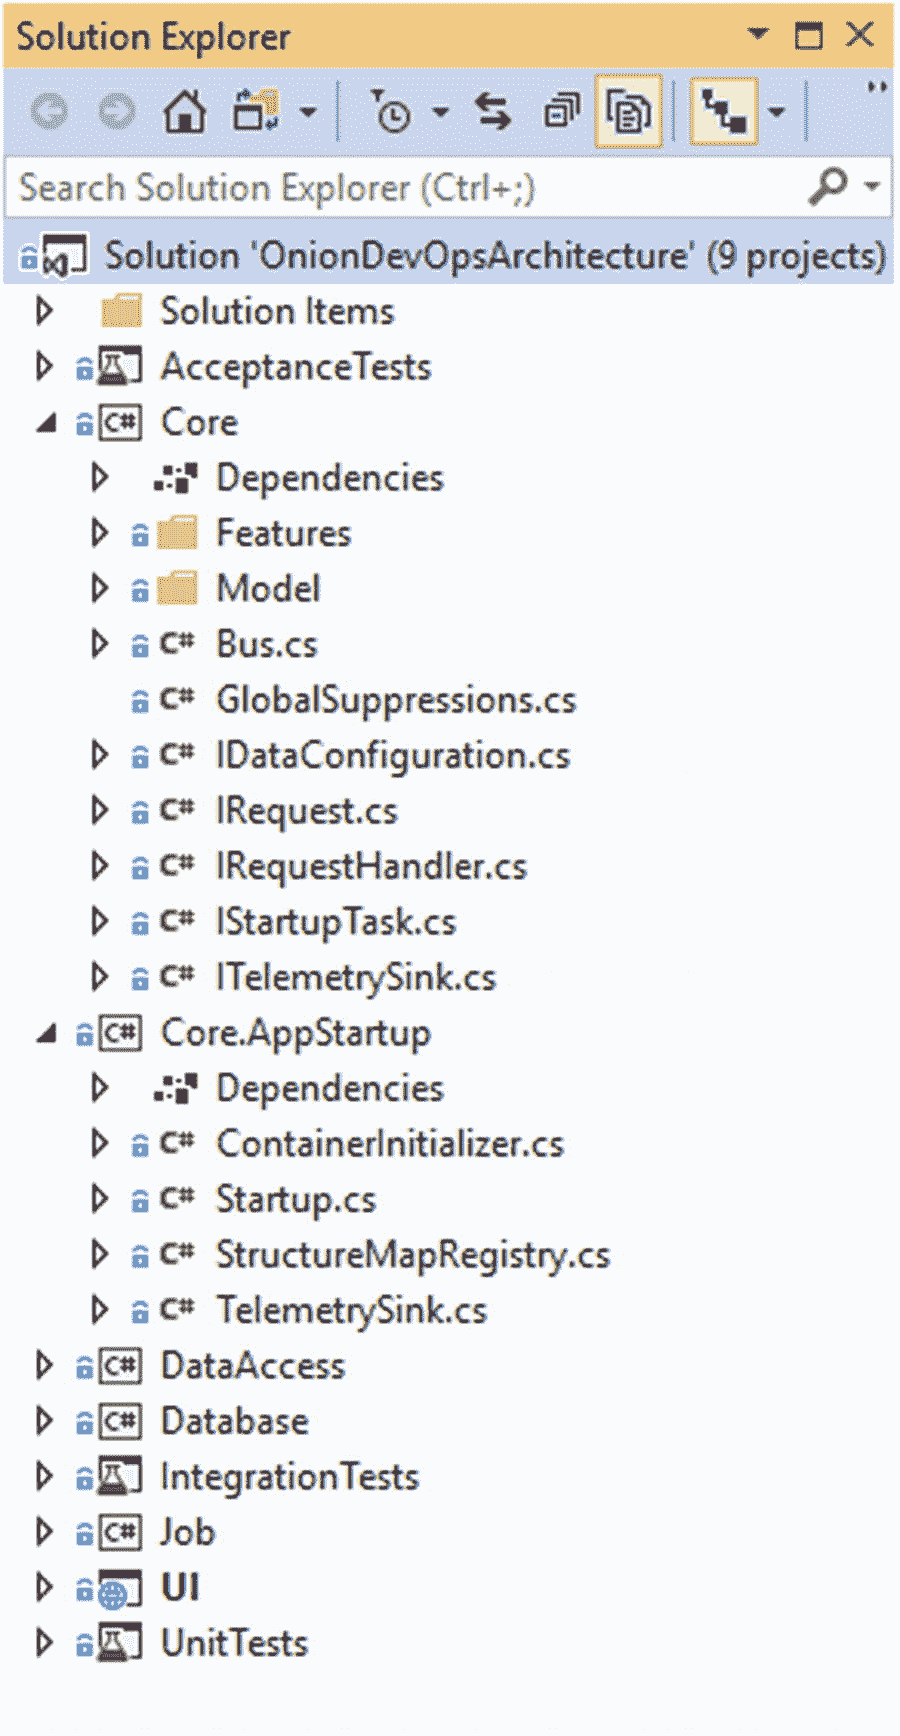 Solution Explorer
Search Solution Explorer (Ctrl+;)
Solution 'OnionDevOpsArchitecture' (9 projects)
Solution Items
AcceptanceTests
C# Core
Dependencies
Features
Model
C# Bus.cs
C# GlobalSuppressions.cs
C# IDataConfiguration.cs
C# IRequest.cs
C# IRequestHandler.cs
C# IStartupTask.cs
C# ITelemetrySink.cs
C# Core.AppStartup
Dependencies
C# ContainerInitializer.cs
C# Startup.cs
C# StructureMapRegistry.cs
C# TelemetrySink.cs
C# DataAccess
C# Database
IntegrationTests
C# Job
UI
UnitTests